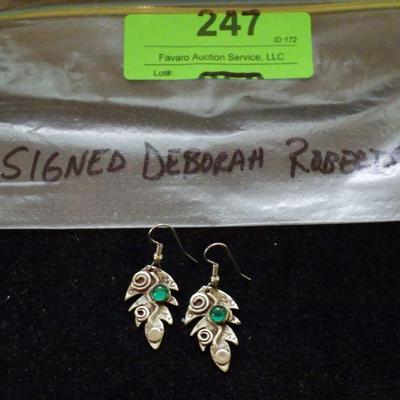 247
ID:172
Favaro Auction Service, LLC
Lot#:
SIGNED DEBORAH ROBERTS